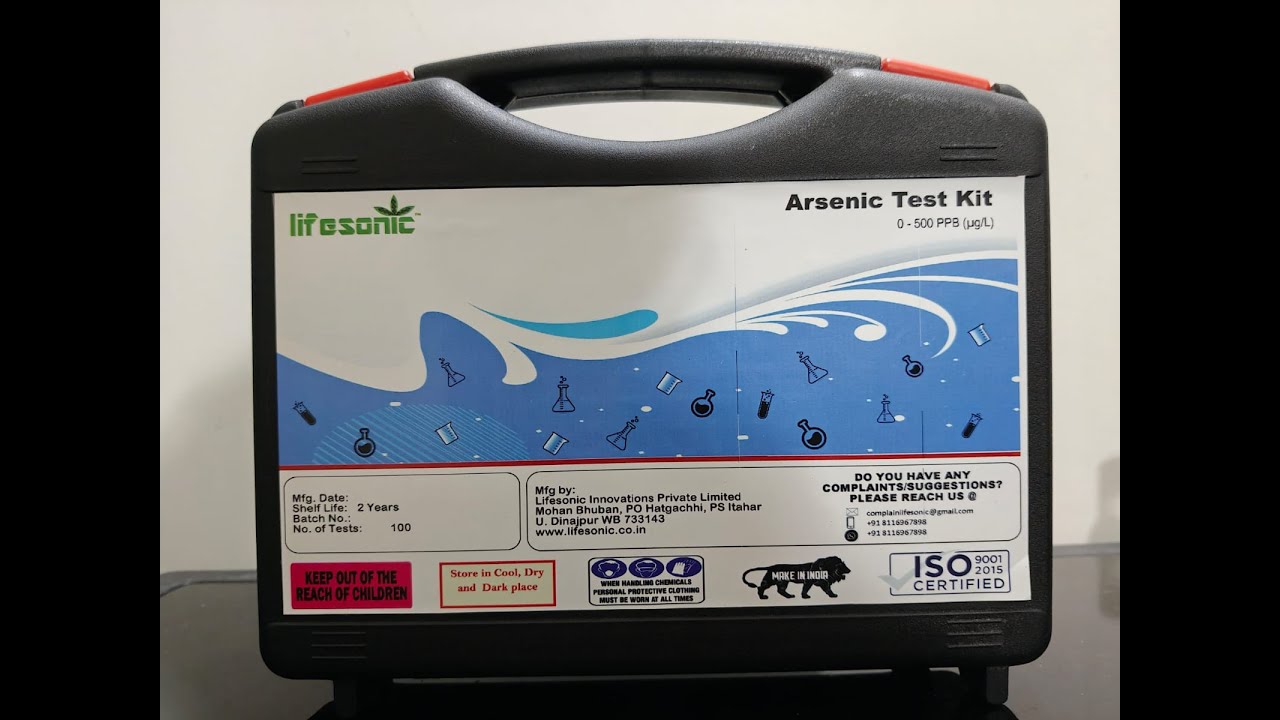 lifesonic™
Arsenic Test Kit
0 - 500 PPB (µg/L)
Mfg. Date:
Shelf Life: 2 Years
Batch No.:
No. of Tests: 100
Mfg by:
Lifesonic Innovations Private Limited
Mohan Bhuban, PO Hatgachhi, PS Itahar
U. Dinajpur WB 733143
www.lifesonic.co.in
DO YOU HAVE ANY
COMPLAINTS/SUGGESTIONS?
PLEASE REACH US @
complainlifesonic@gmail.com
+91 8116967898
+91 8116967898
KEEP OUT OF THE
REACH OF CHILDREN
Store in Cool, Dry
and Dark place
WHEN HANDLING CHEMICALS
PERSONAL PROTECTIVE CLOTHING
MUST BE WORN AT ALL TIMES
MAKE IN INDIA
ISO 9001
2015
CERTIFIED